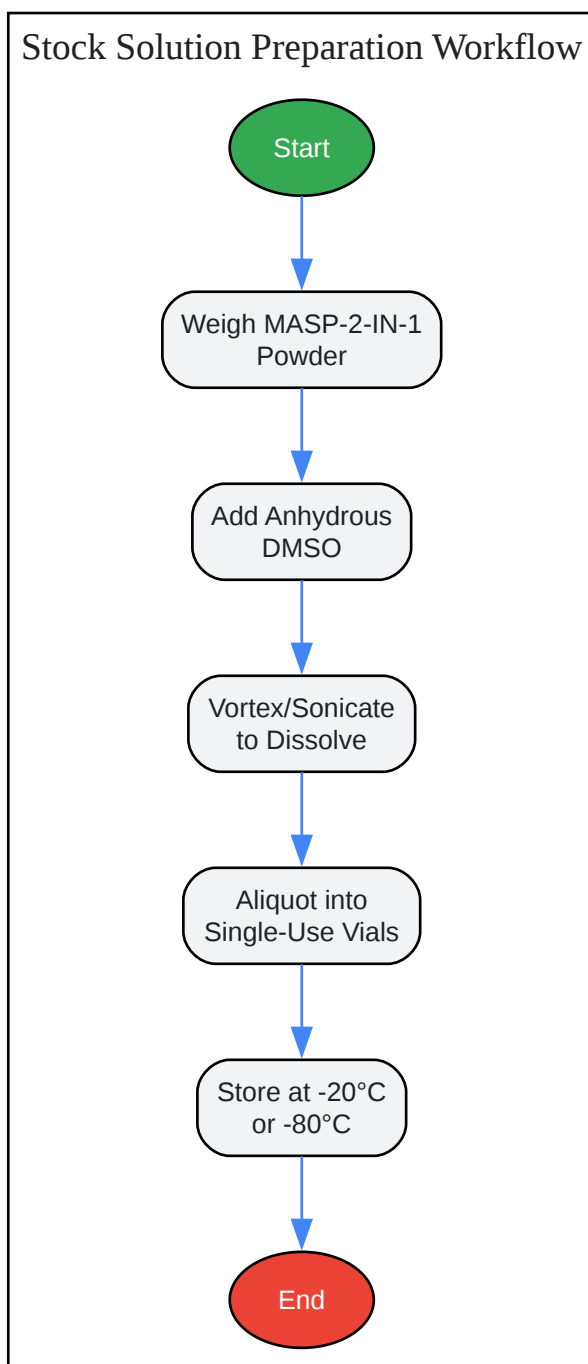 Stock Solution Preparation Workflow
Start
Weigh MASP-2-IN-1
Powder
Add Anhydrous
DMSO
Vortex/Sonicate
to Dissolve
Aliquot into
Single-Use Vials
Store at -20°C
or -80°C
End